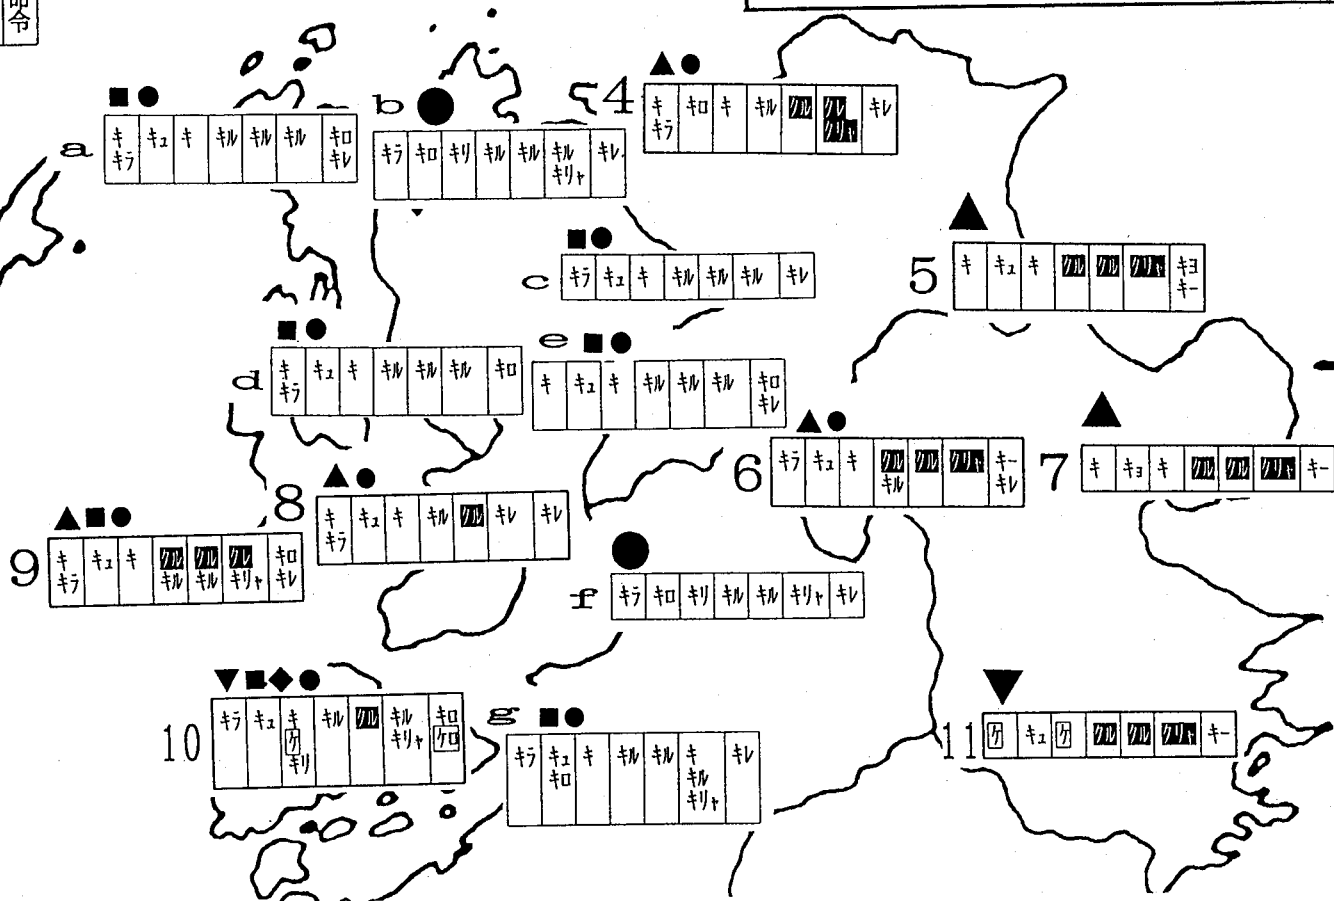 命令
a
キ キュ キ キル キル キル キロ
キラ キレ
b
キラ キロ キリ キル キル キル キレ
キリャ
4
キ キロ キ キル クル クレ キレ
キラ クリャ
c
キラ キュ キ キル キル キル キレ
5
キ キュ キ クル クル クリャ キヨ
キー
d
キ キュ キ キル キル キル キロ
キラ
e
キ キュ キ キル キル キル キロ
キレ
6
キラ キュ キ クル クル クリャ キー
キル キレ
7
キ キョ キ クル クル クリャ キー
8
キ キュ キ キル クル キレ キレ
キラ
9
キ キュ キ クル クル クレ キロ
キラ キル キル キリャ キレ
f
キラ キロ キリ キル キル キリャ キレ
10
キラ キュ キ キル クル キル キロ
ケ キリャ ケロ
キリ
g
キラ キュ キ キル キル キ キレ
キロ キル
キリャ
11
ケ キュ ケ クル クル クリャ キー